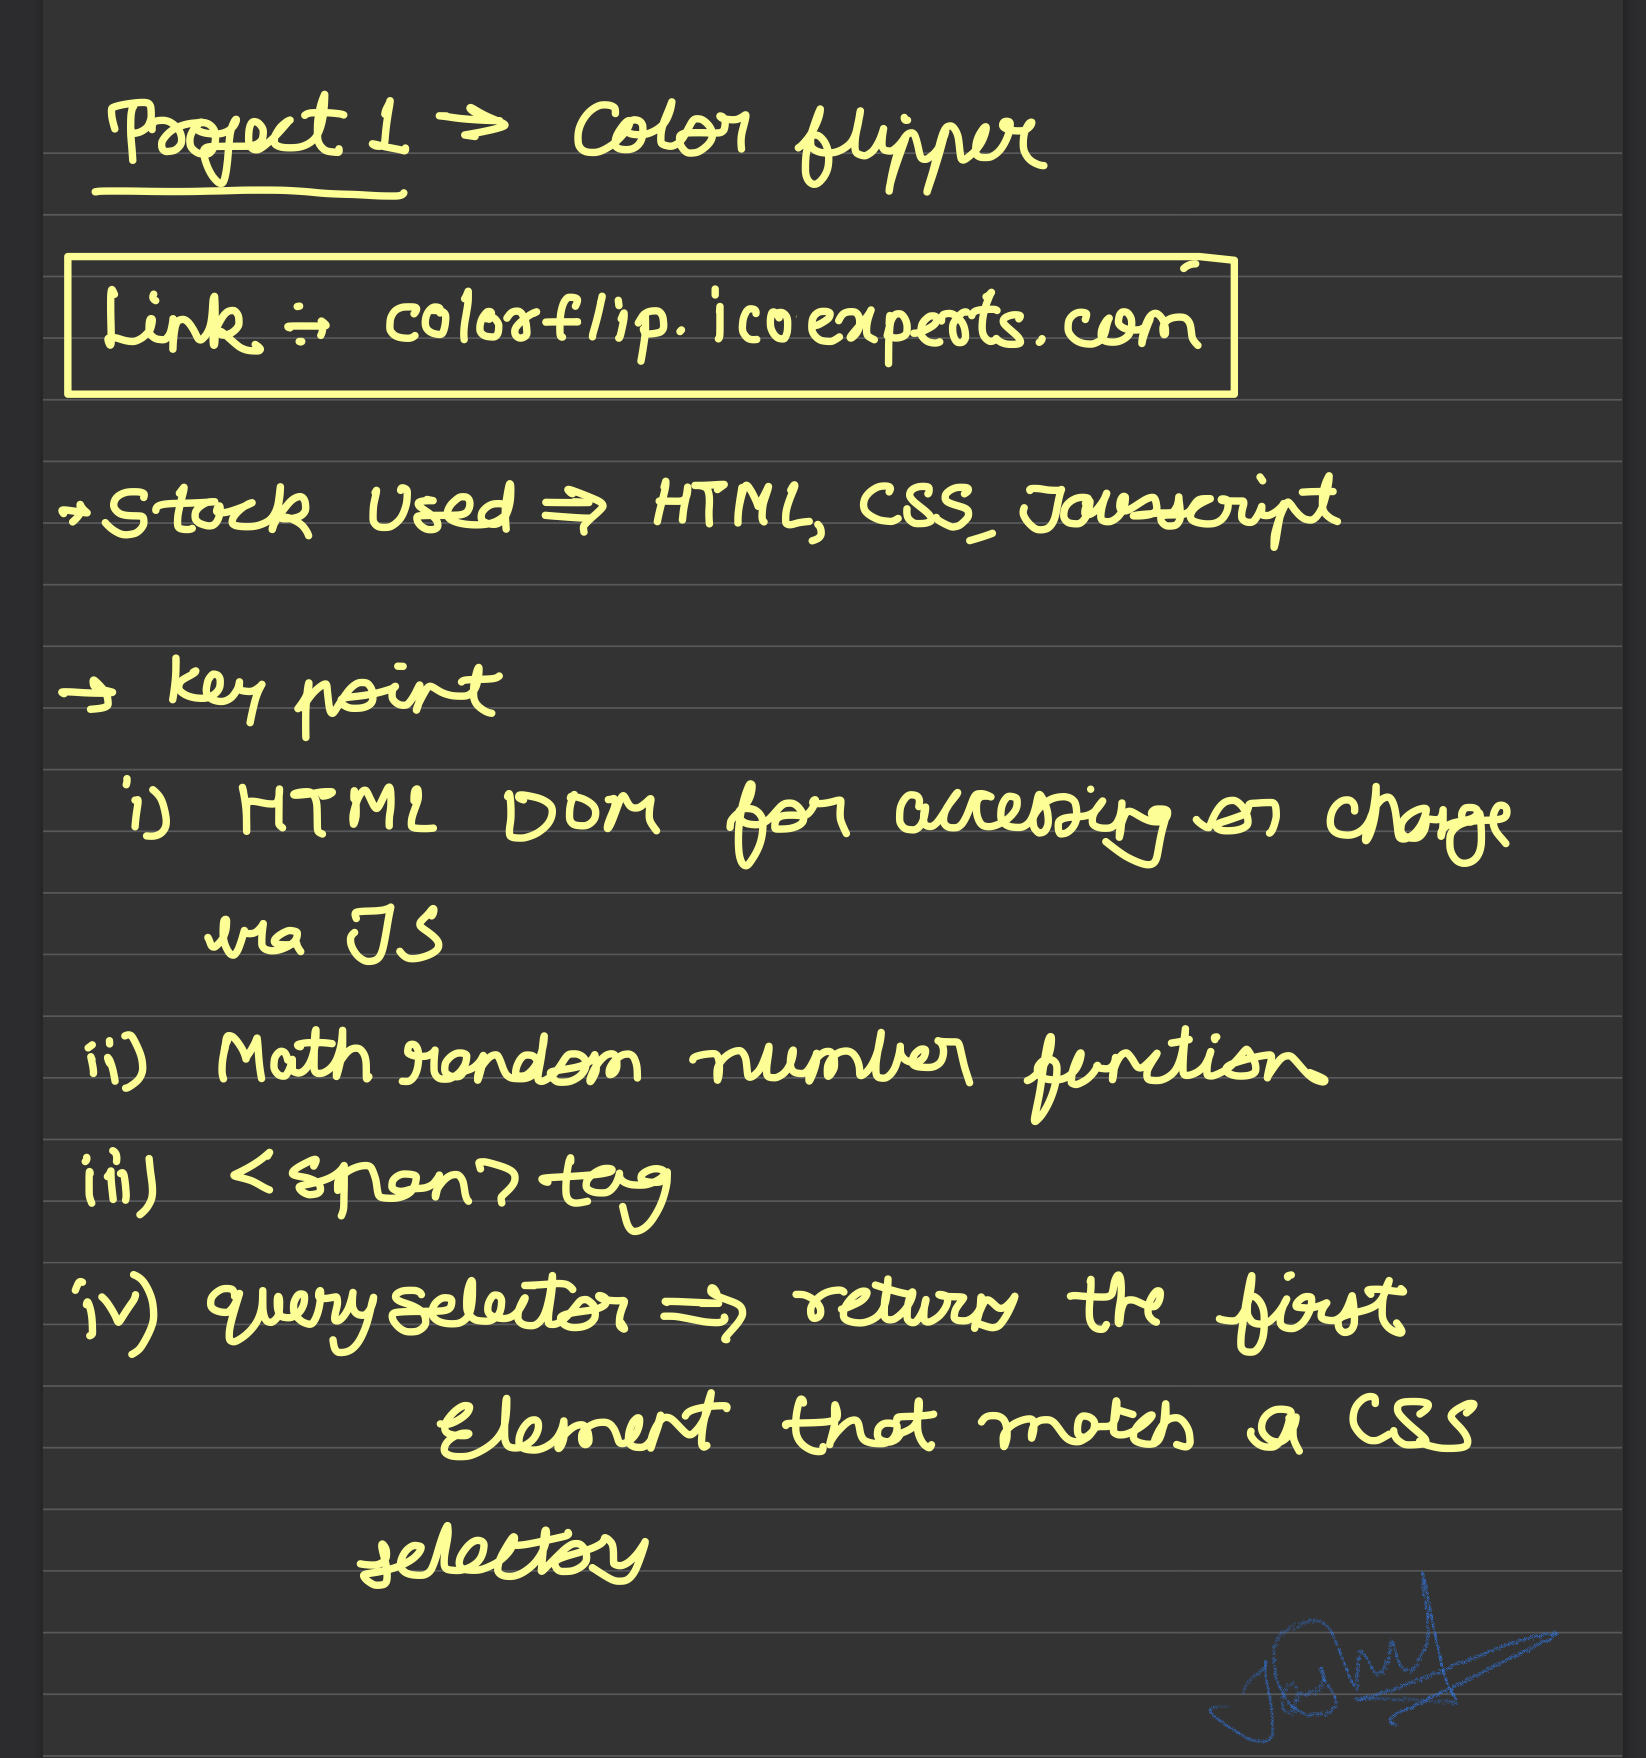 Project 1 → Color flipper
Link ÷→ colorflip.icoexperts.com
→ Stack Used ⇒ HTML, CSS, Javascript
→ key point
i) HTML DOM for accessing or change
via JS
ii) Math random number function
iii) <span> tag
iv) query selector ⇒ returns the first
Element that match a CSS
selector